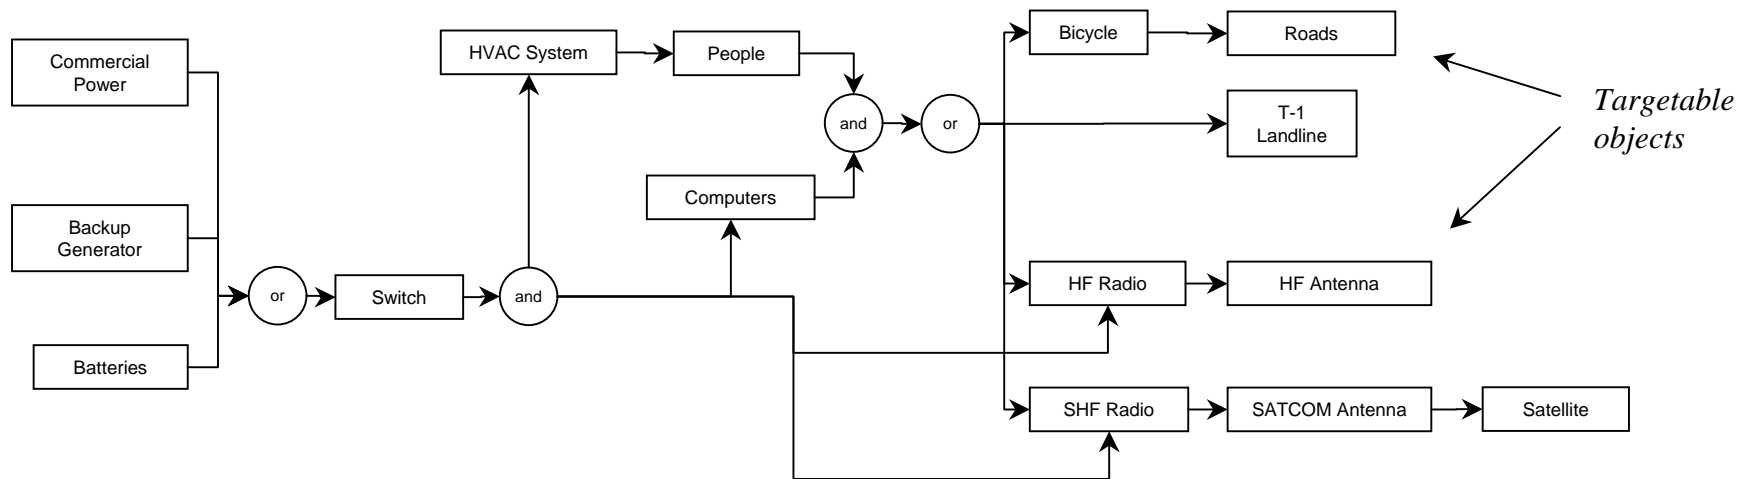 Commercial
Power
Backup
Generator
Batteries
or
Switch
and
HVAC System
People
Computers
and
or
Bicycle
Roads
T-1
Landline
HF Radio
HF Antenna
SHF Radio
SATCOM Antenna
Satellite
Targetable
objects